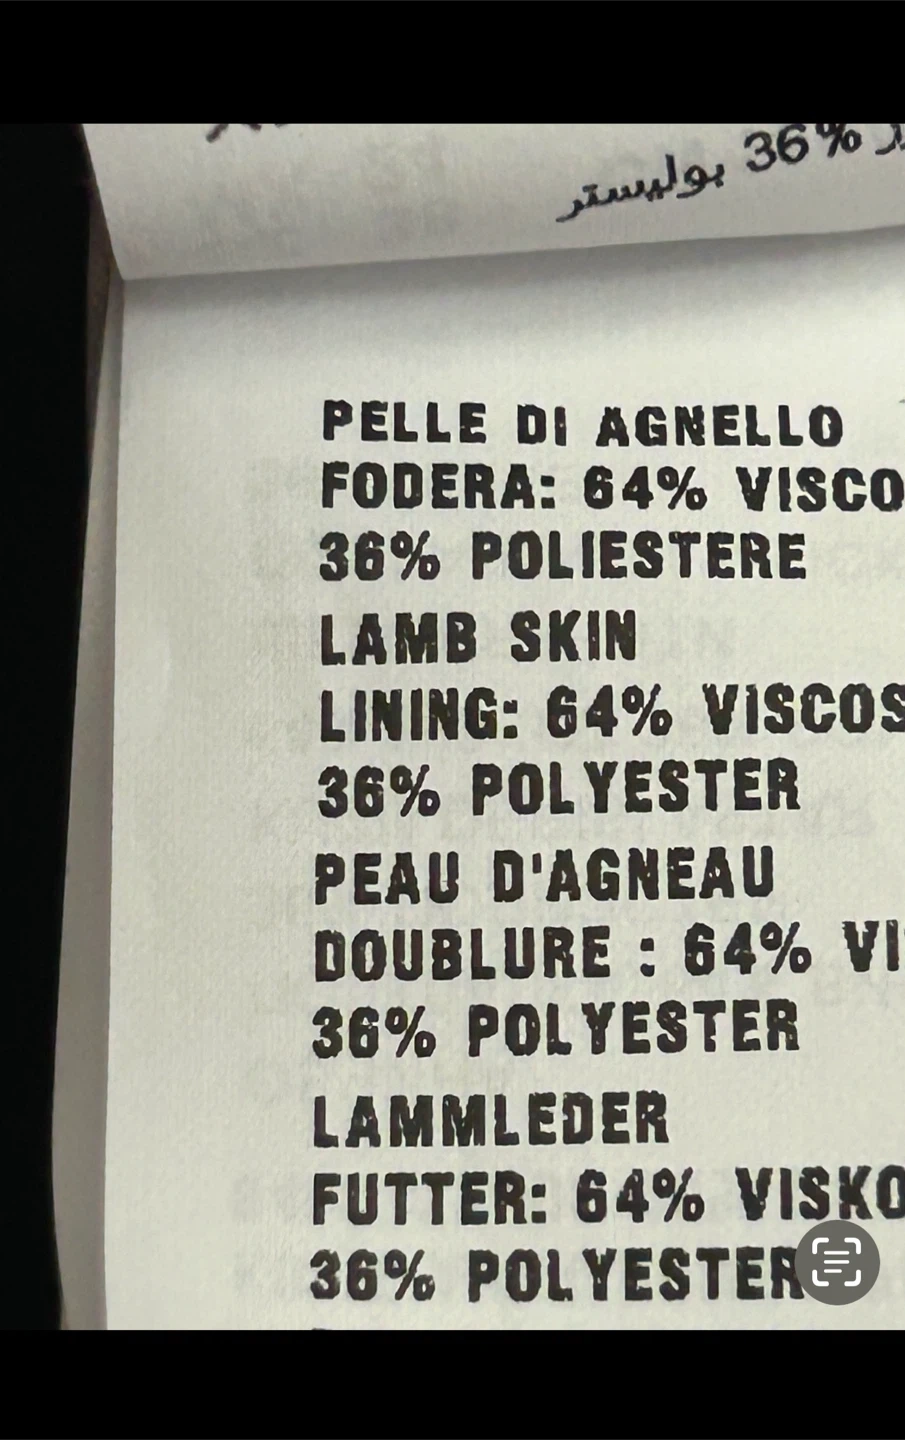 36% بوليستر
PELLE DI AGNELLO
FODERA: 64% VISCO
36% POLIESTERE
LAMB SKIN
LINING: 64% VISCOS
36% POLYESTER
PEAU D'AGNEAU
DOUBLURE : 64% VI
36% POLYESTER
LAMMLEDER
FUTTER: 64% VISKO
36% POLYESTER